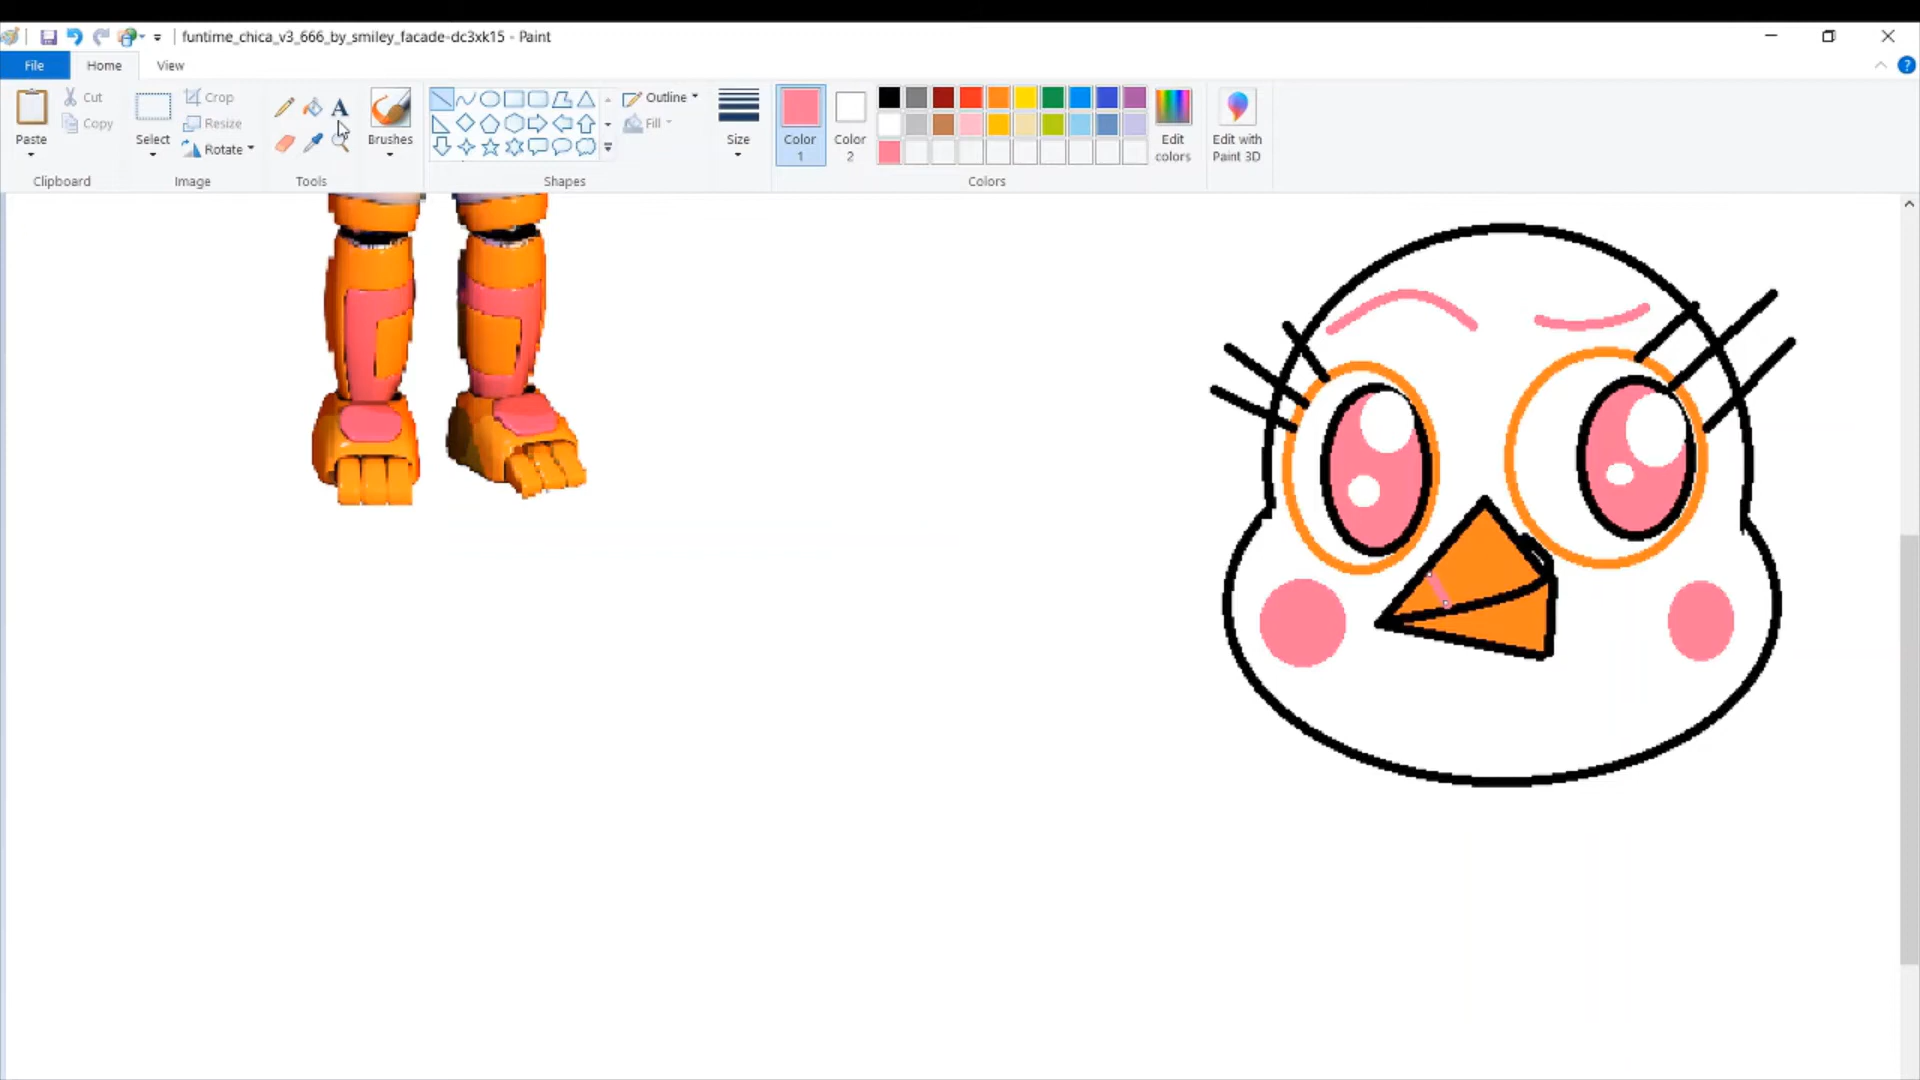 funtime_chica_v3_666_by_smiley_facade-dc3xk15 - Paint
File Home View ?
Paste Cut Copy Clipboard
Select Crop Resize Rotate Image
A Tools
Brushes
Outline Fill Shapes
Size
Color 1 Color 2 Colors
Edit colors
Edit with Paint 3D